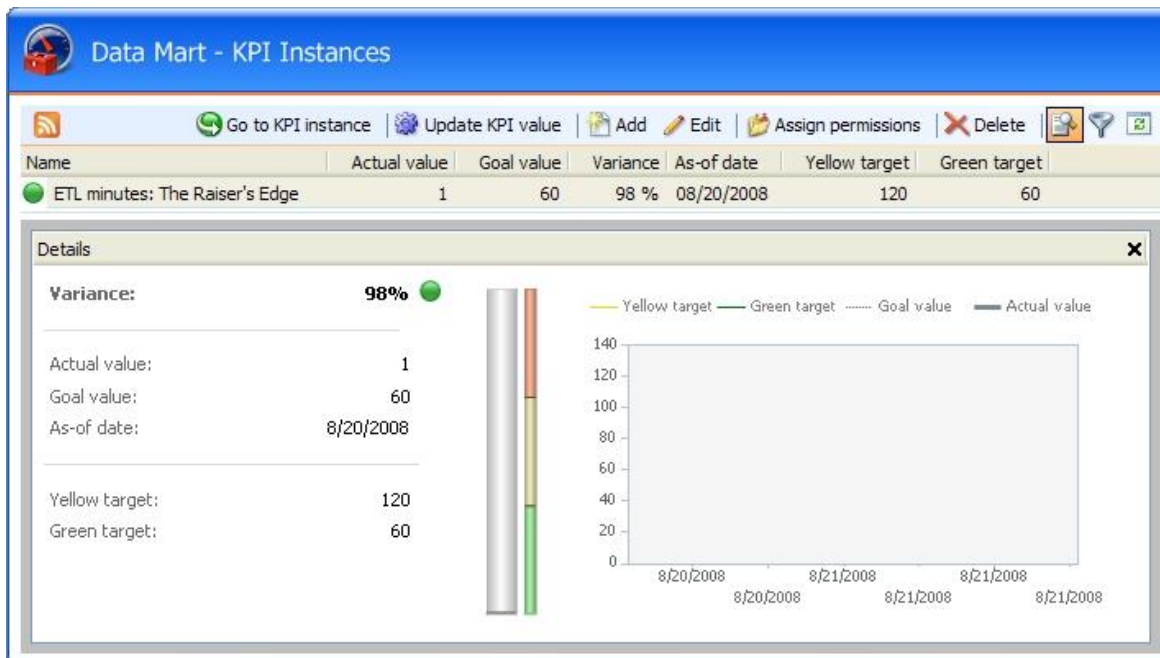 Data Mart - KPI Instances
Go to KPI instance Update KPI value Add Edit Assign permissions Delete
Name Actual value Goal value Variance As-of date Yellow target Green target
ETL minutes: The Raiser's Edge 1 60 98 % 08/20/2008 120 60
Details
Variance: 98%
Actual value: 1
Goal value: 60
As-of date: 8/20/2008
Yellow target: 120
Green target: 60
Yellow target Green target Goal value Actual value
140
120
100
80
60
40
20
0
8/20/2008 8/21/2008 8/21/2008
8/20/2008 8/21/2008 8/21/2008